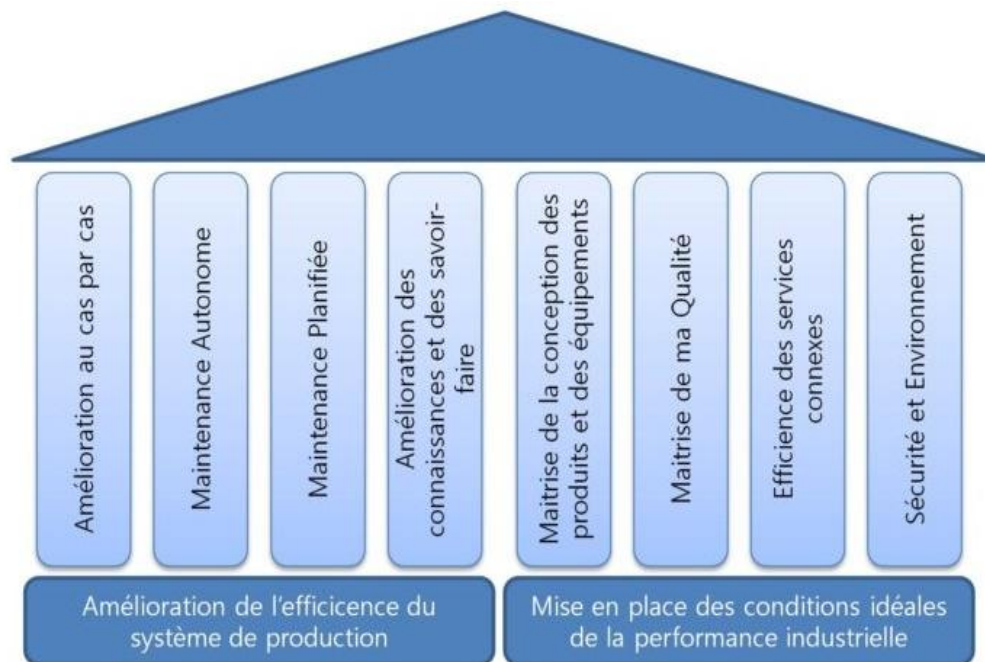 Amélioration au cas par cas
Maintenance Autonome
Maintenance Planifiée
Amélioration des
connaissances et des savoir-
faire
Maitrise de la conception des
produits et des équipements
Maitrise de ma Qualité
Efficience des services
connexes
Sécurité et Environnement
Amélioration de l'efficicence du
système de production
Mise en place des conditions idéales
de la performance industrielle